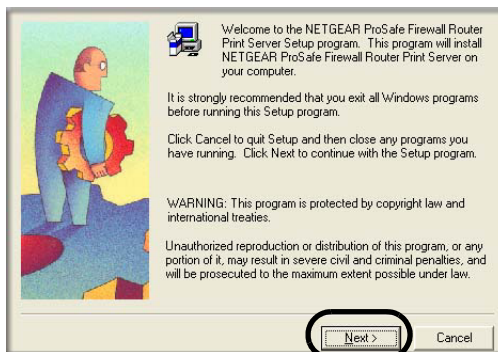 Welcome to the NETGEAR ProSafe Firewall Router
Print Server Setup program. This program will install
NETGEAR ProSafe Firewall Router Print Server on
your computer.
It is strongly recommended that you exit all Windows programs
before running this Setup program.
Click Cancel to quit Setup and then close any programs you
have running. Click Next to continue with the Setup program.
WARNING: This program is protected by copyright law and
international treaties.
Unauthorized reproduction or distribution of this program, or any
portion of it, may result in severe civil and criminal penalties, and
will be prosecuted to the maximum extent possible under law.
Next > Cancel